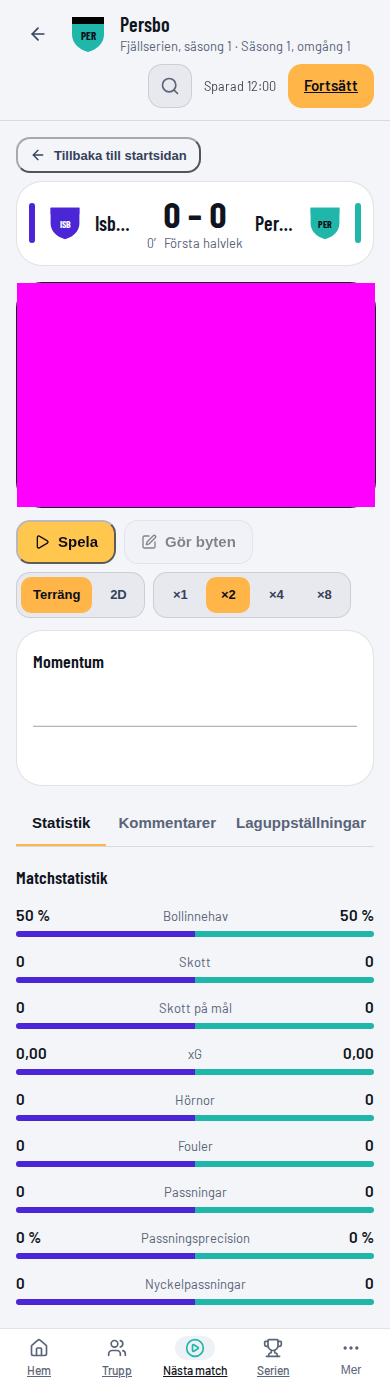 Persbo
PER
Fjällserien, säsong 1 · Säsong 1, omgång 1
Sparad 12:00
Fortsätt
Tillbaka till startsidan
ISB
Isb...
0 – 0
Per...
PER
0′ Första halvlek
Spela
Gör byten
Terräng
2D
×1
×2
×4
×8
Momentum
Statistik
Kommentarer
Laguppställningar
Matchstatistik
50 % Bollinnehav 50 %
0 Skott 0
0 Skott på mål 0
0,00 xG 0,00
0 Hörnor 0
0 Fouler 0
0 Passningar 0
0 % Passningsprecision 0 %
0 Nyckelpassningar 0
Hem
Trupp
Nästa match
Serien
Mer